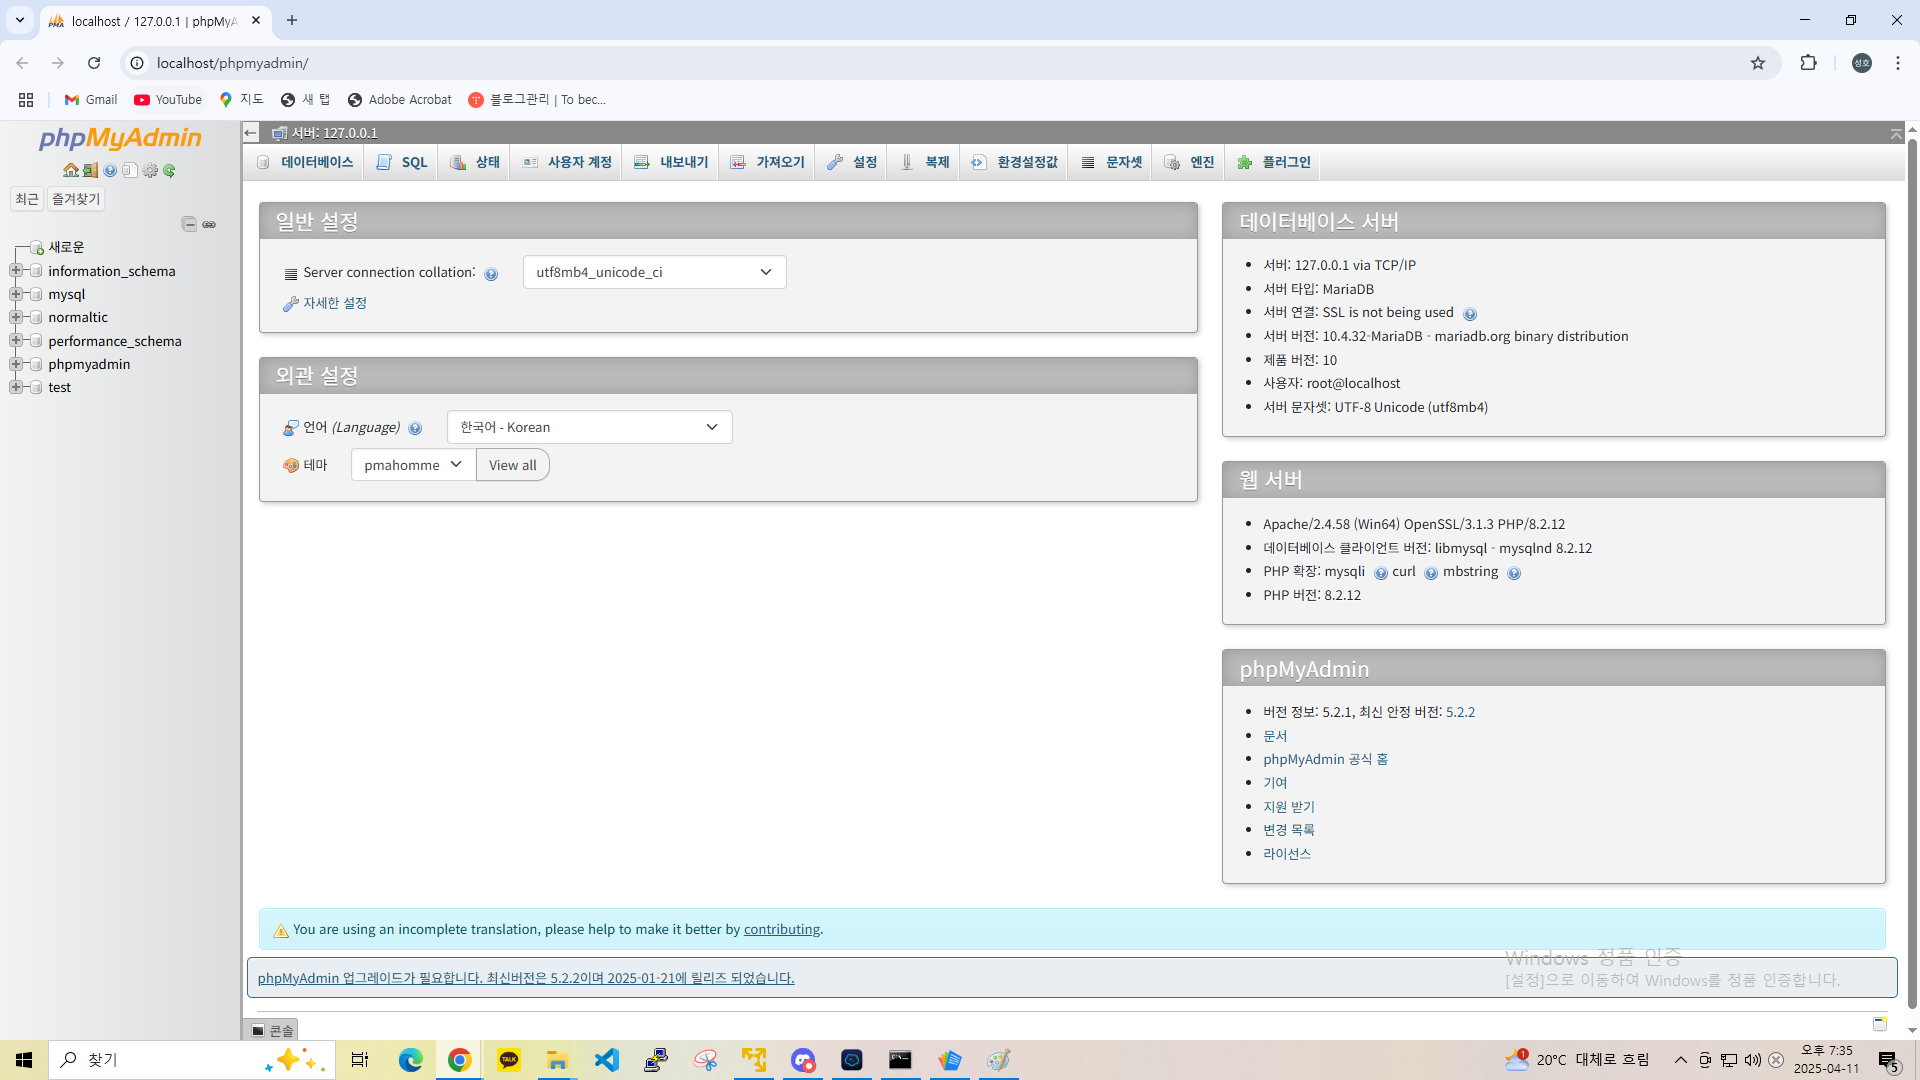 localhost / 127.0.0.1 | phpMyA
localhost/phpmyadmin/
성호
Gmail
YouTube
지도
새 탭
Adobe Acrobat
블로그관리 | To bec...
phpMyAdmin
최근
즐겨찾기
새로운
information_schema
mysql
normaltic
performance_schema
phpmyadmin
test
서버: 127.0.0.1
데이터베이스
SQL
상태
사용자 계정
내보내기
가져오기
설정
복제
환경설정값
문자셋
엔진
플러그인
일반 설정
Server connection collation:
utf8mb4_unicode_ci
자세한 설정
외관 설정
언어 (Language)
한국어 - Korean
테마
pmahomme
View all
데이터베이스 서버
서버: 127.0.0.1 via TCP/IP
서버 타입: MariaDB
서버 연결: SSL is not being used
서버 버전: 10.4.32-MariaDB - mariadb.org binary distribution
제품 버전: 10
사용자: root@localhost
서버 문자셋: UTF-8 Unicode (utf8mb4)
웹 서버
Apache/2.4.58 (Win64) OpenSSL/3.1.3 PHP/8.2.12
데이터베이스 클라이언트 버전: libmysql - mysqlnd 8.2.12
PHP 확장: mysqli curl mbstring
PHP 버전: 8.2.12
phpMyAdmin
버전 정보: 5.2.1, 최신 안정 버전: 5.2.2
문서
phpMyAdmin 공식 홈
기여
지원 받기
변경 목록
라이선스
You are using an incomplete translation, please help to make it better by contributing.
phpMyAdmin 업그레이드가 필요합니다. 최신버전은 5.2.2이며 2025-01-21에 릴리즈 되었습니다.
Windows 정품 인증
[설정]으로 이동하여 Windows를 정품 인증합니다.
콘솔
찾기
TALK
1
20°C 대체로 흐림
오후 7:35
2025-04-11
5